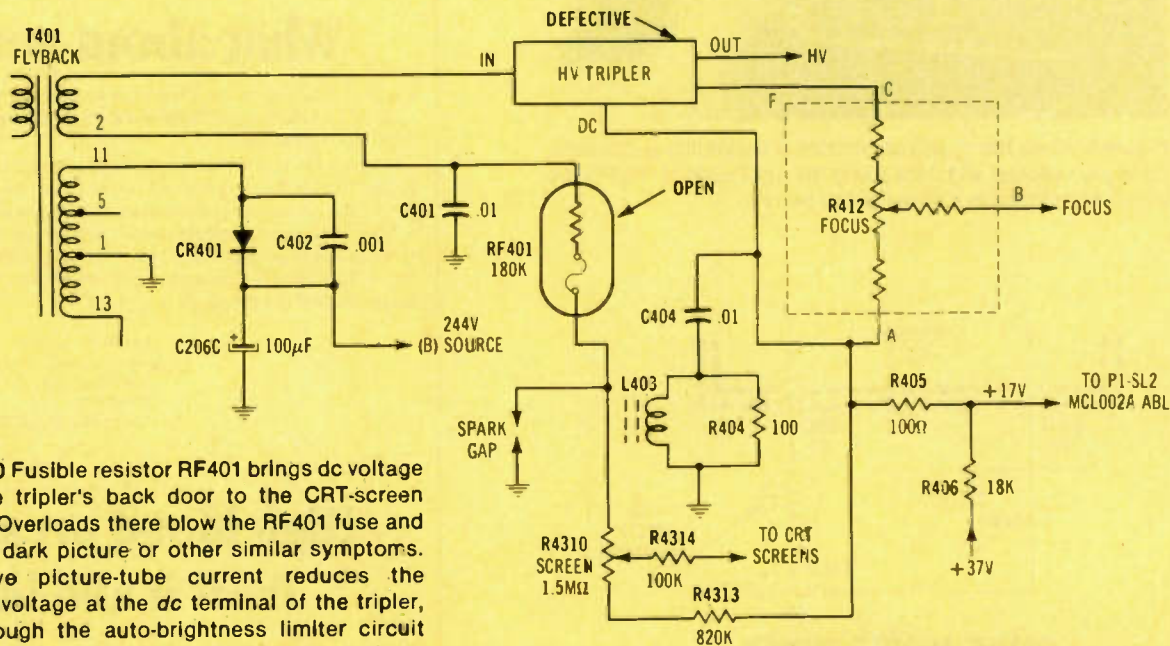 DEFECTIVE
T401
FLYBACK
IN
HV TRIPLER
OUT
HV
DC
F
C
2
11
5
1
13
CR401
C402
.001
C401
.01
OPEN
RF401
180K
R412
FOCUS
B
FOCUS
A
C206C
100µF
244V
(B) SOURCE
C404
.01
SPARK
GAP
L403
R404
100
R405
100Ω
+17V
TO P1-SL2
MCL002A ABL
R406
18K
+37V
R4310
SCREEN
1.5MΩ
R4314
100K
TO CRT
SCREENS
R4313
820K
Fusible resistor RF401 brings dc voltage
tripler's back door to the CRT-screen
Overloads there blow the RF401 fuse and
dark picture or other similar symptoms.
picture-tube current reduces the
voltage at the dc terminal of the tripler,
the auto-brightness limiter circuit